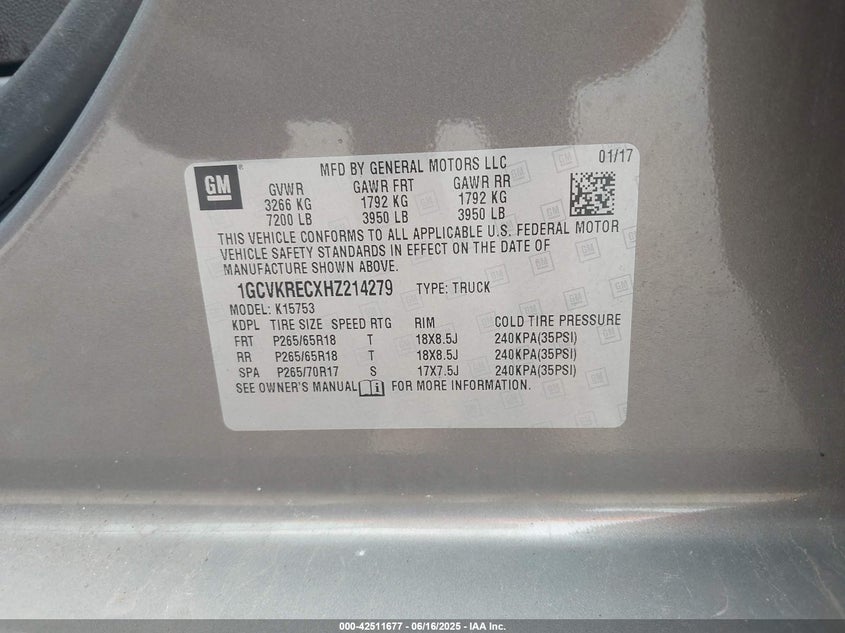 GM
MFD BY GENERAL MOTORS LLC 01/17
GVWR GAWR FRT GAWR RR
3266 KG 1792 KG 1792 KG
7200 LB 3950 LB 3950 LB
THIS VEHICLE CONFORMS TO ALL APPLICABLE U.S. FEDERAL MOTOR
VEHICLE SAFETY STANDARDS IN EFFECT ON THE DATE OF
MANUFACTURE SHOWN ABOVE.
1GCVKRECXHZ214279 TYPE: TRUCK
MODEL: K15753
KDPL TIRE SIZE SPEED RTG RIM COLD TIRE PRESSURE
FRT P265/65R18 T 18X8.5J 240KPA(35PSI)
RR P265/65R18 T 18X8.5J 240KPA(35PSI)
SPA P265/70R17 S 17X7.5J 240KPA(35PSI)
SEE OWNER'S MANUAL FOR MORE INFORMATION.
000-42511677 - 06/16/2025 - IAA Inc.